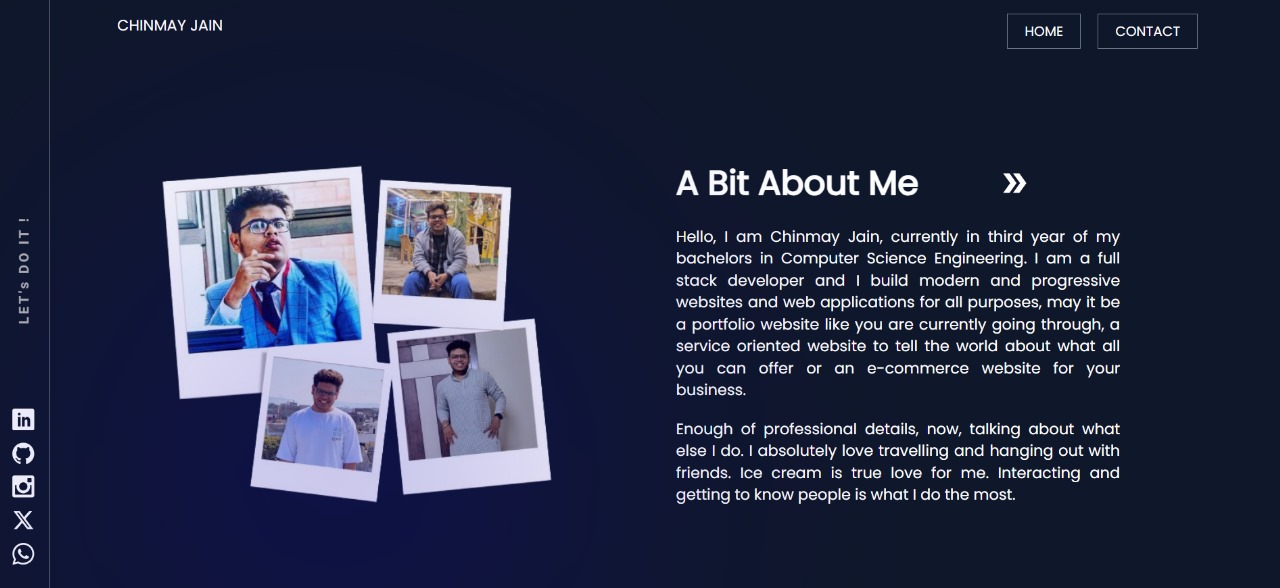 CHINMAY JAIN
HOME
CONTACT
LET's DO IT !
A Bit About Me
Hello, I am Chinmay Jain, currently in third year of my
bachelors in Computer Science Engineering. I am a full
stack developer and I build modern and progressive
websites and web applications for all purposes, may it be
a portfolio website like you are currently going through, a
service oriented website to tell the world about what all
you can offer or an e-commerce website for your
business.
Enough of professional details, now, talking about what
else I do. I absolutely love travelling and hanging out with
friends. Ice cream is true love for me. Interacting and
getting to know people is what I do the most.